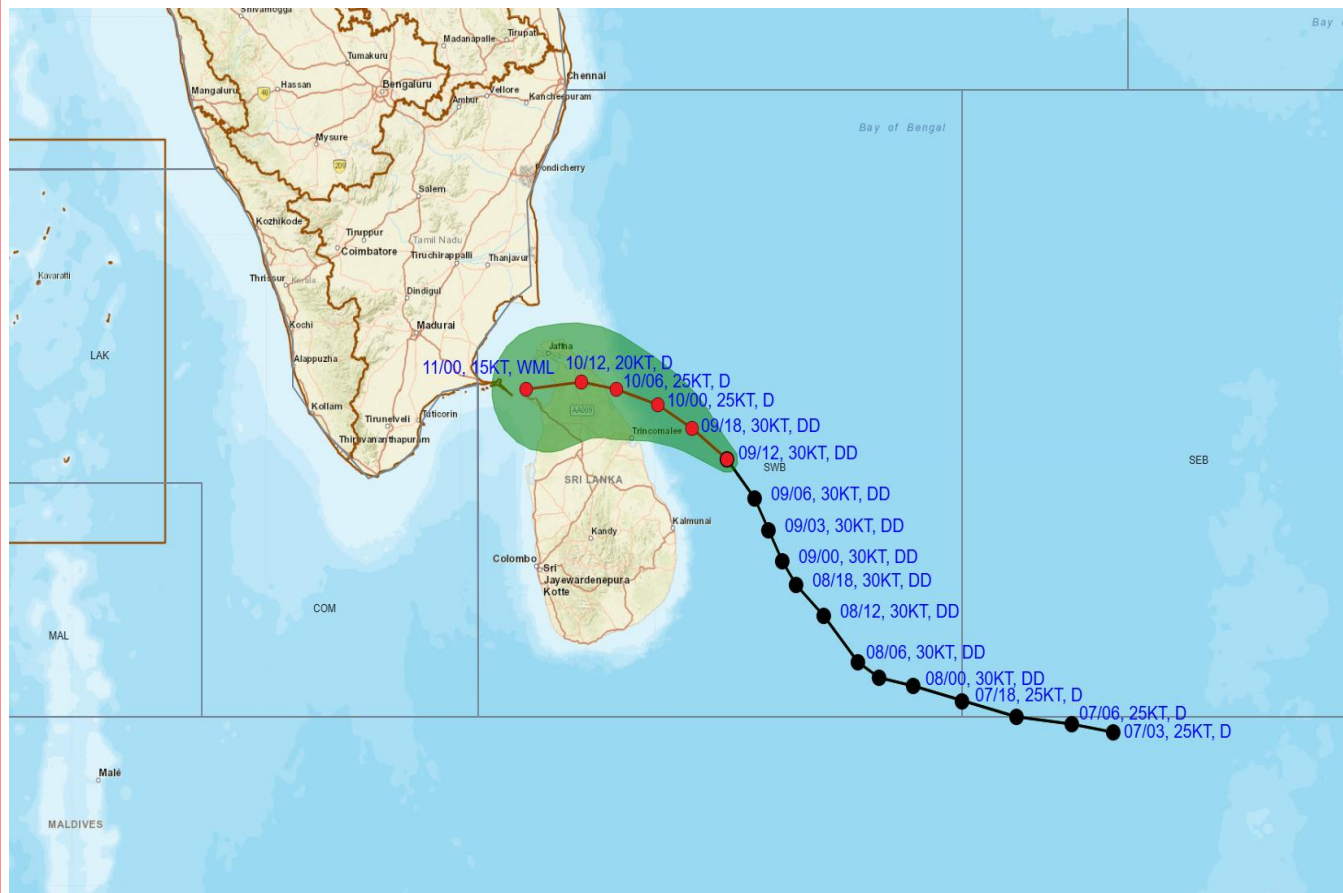 Shivamogga
Tirupati
Bay
Madanapalle
Tumakuru
Chennai
Mangaluru
48
Hassan
Bengaluru
Vellore
Kancheepuram
Ambur
Bay of Bengal
Mysure
209
Pondicherry
Salem
Kozhikode
Tiruppur
Tamil Nadu
Coimbatore
Tiruchirappalli
Thanjavur
Kavaratti
Thrissur
Kerala
Dindigul
Kochi
Madurai
LAK
Alappuzha
Jaffna
11/00, 15KT, WML
10/12, 20KT, D
10/06, 25KT, D
10/00, 25KT, D
Kollam
Tirunelveli
Tuticorin
AA009
Thiruvananthapuram
Trincomalee
09/18, 30KT, DD
09/12, 30KT, DD
SWB
SEB
SRI LANKA
09/06, 30KT, DD
Kandy
Kalmunai
09/03, 30KT, DD
Colombo
Sri
Jayewardenepura
Kotte
09/00, 30KT, DD
08/18, 30KT, DD
COM
08/12, 30KT, DD
MAL
08/06, 30KT, DD
08/00, 30KT, DD
07/18, 25KT, D
07/06, 25KT, D
07/03, 25KT, D
Malé
MALDIVES